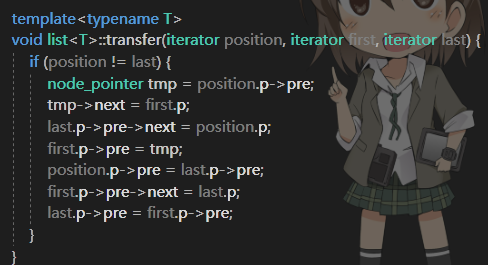 template<typename T>
void list<T>::transfer(iterator position, iterator first, iterator last) {
if (position != last) {
node_pointer tmp = position.p->pre;
tmp->next = first.p;
last.p->pre->next = position.p;
first.p->pre = tmp;
position.p->pre = last.p->pre;
first.p->pre->next = last.p;
last.p->pre = first.p->pre;
}
}